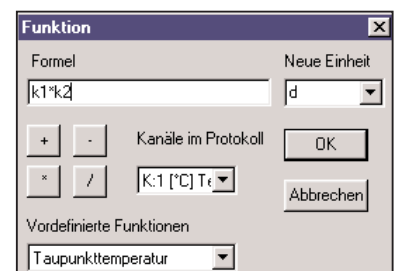 Funktion
Formel
Neue Einheit
k1*k2
d
+ -
Kanäle im Protokoll
OK
* /
K:1 [°C] Te
Abbrechen
Vordefinierte Funktionen
Taupunkttemperatur